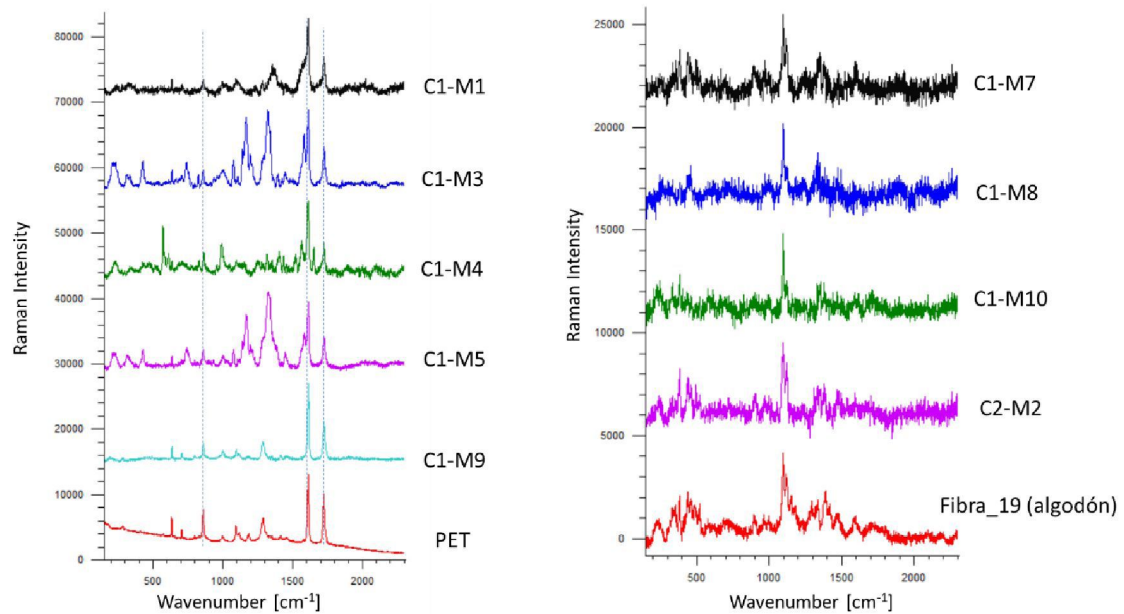 80000
70000
60000
50000
40000
30000
20000
10000
0
Raman Intensity
C1-M1
C1-M3
C1-M4
C1-M5
C1-M9
PET
500 1000 1500 2000
Wavenumber [cm⁻¹]
25000
20000
15000
10000
5000
0
Raman Intensity
C1-M7
C1-M8
C1-M10
C2-M2
Fibra_19 (algodón)
500 1000 1500 2000
Wavenumber [cm⁻¹]